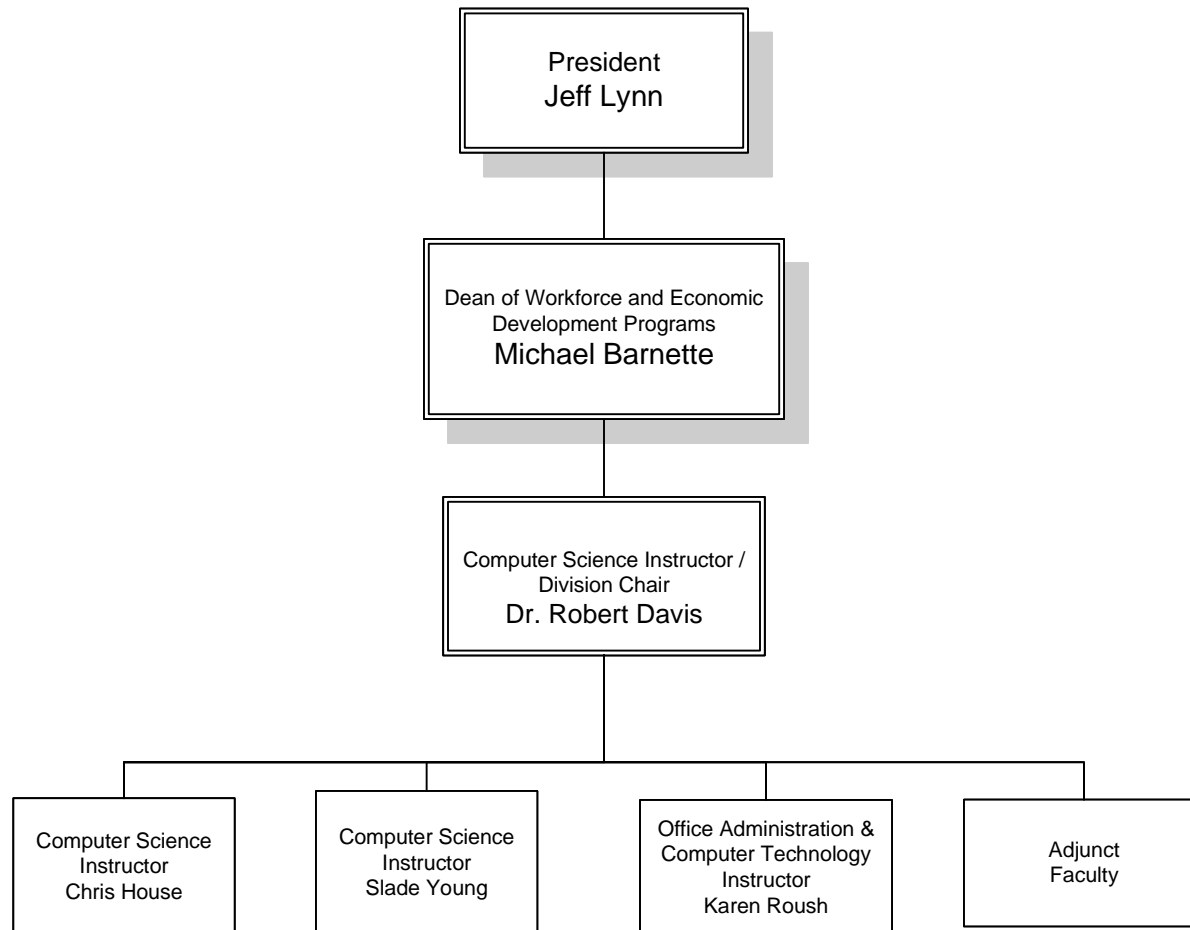 President
Jeff Lynn
Dean of Workforce and Economic
Development Programs
Michael Barnette
Computer Science Instructor /
Division Chair
Dr. Robert Davis
Computer Science
Instructor
Chris House
Computer Science
Instructor
Slade Young
Office Administration &
Computer Technology
Instructor
Karen Roush
Adjunct
Faculty